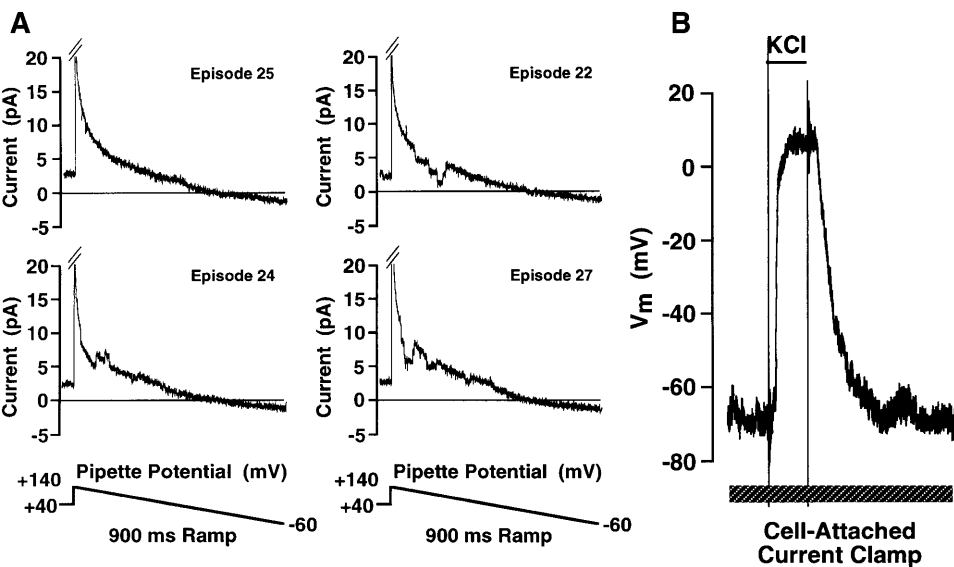 A
Episode 25
Current (pA)
20
15
10
5
0
-5
Episode 22
Current (pA)
20
15
10
5
0
-5
Episode 24
Current (pA)
20
15
10
5
0
-5
Episode 27
Current (pA)
20
15
10
5
0
-5
Pipette Potential (mV)
+140
+40
-60
900 ms Ramp
Pipette Potential (mV)
+140
+40
-60
900 ms Ramp
B
KCl
Vm (mV)
20
0
-20
-40
-60
-80
Cell-Attached
Current Clamp